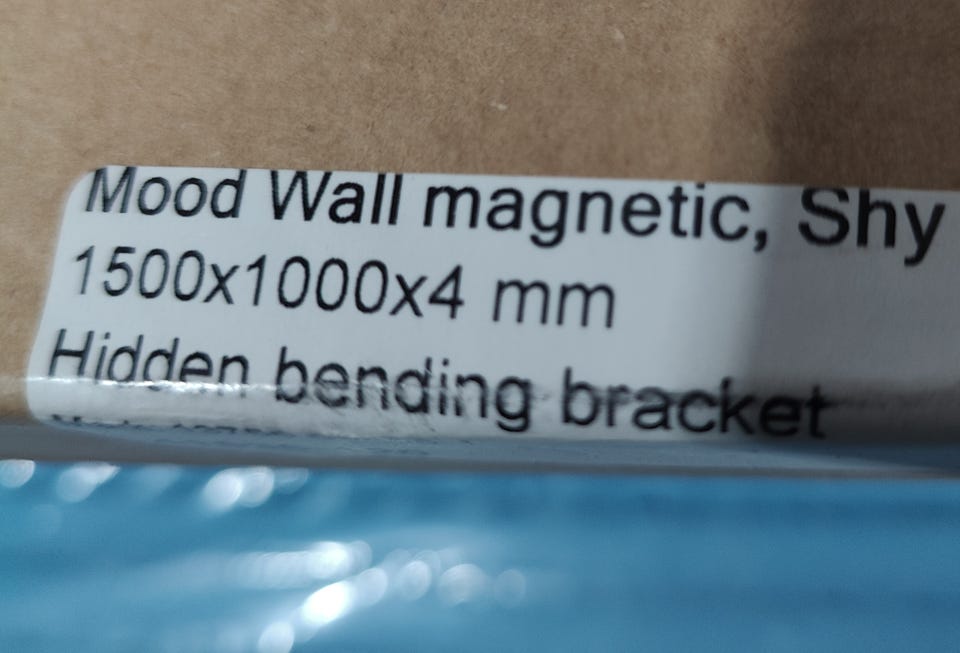 Mood Wall magnetic, Shy
1500x1000x4 mm
Hidden bending bracket